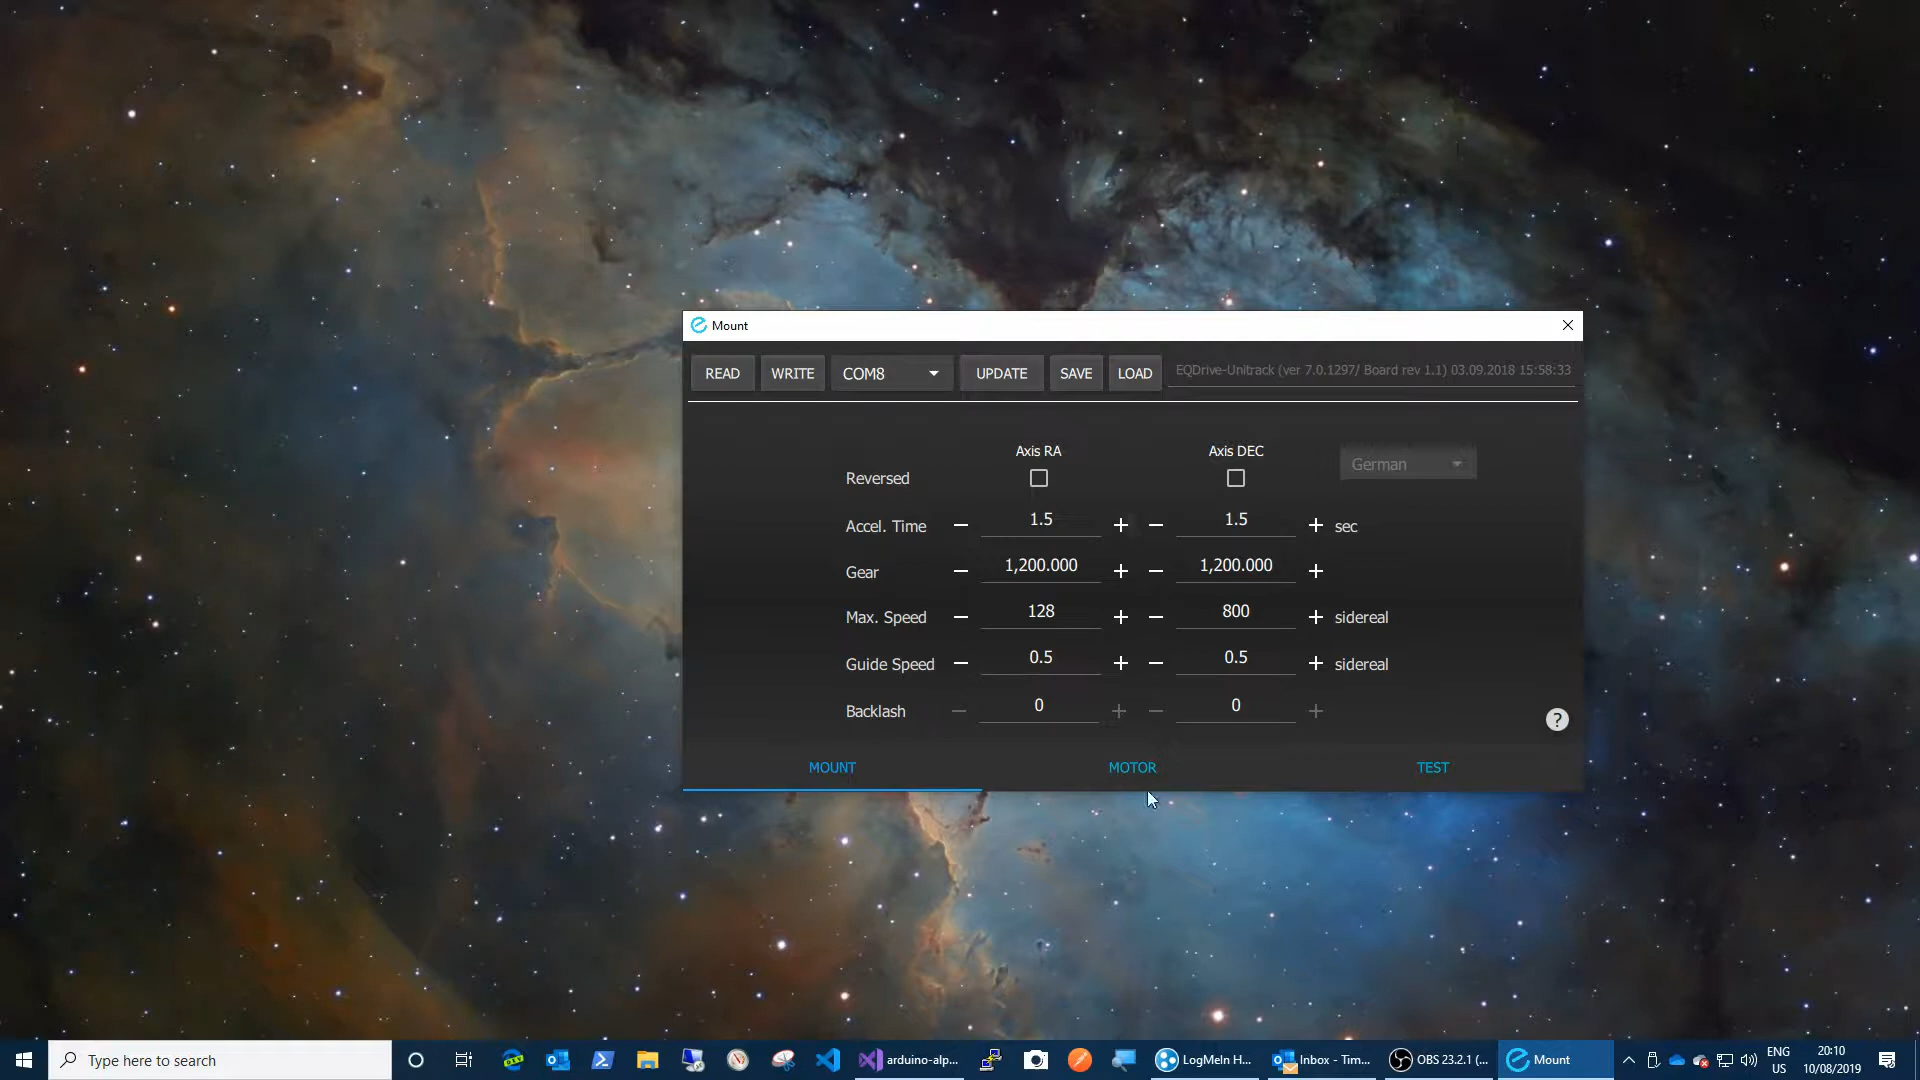 Mount
READ WRITE COM8 UPDATE SAVE LOAD EQDrive-Unitrack (ver 7.0.1297/ Board rev 1.1) 03.09.2018 15:58:33
Axis RA Axis DEC
German
Reversed
Accel. Time − 1.5 + − 1.5 + sec
Gear − 1,200.000 + − 1,200.000 +
Max. Speed − 128 + − 800 + sidereal
Guide Speed − 0.5 + − 0.5 + sidereal
Backlash − 0 + − 0 +
?
MOUNT MOTOR TEST
Type here to search
arduino-alp...
LogMeIn H...
Inbox - Tim...
OBS 23.2.1 (...
Mount
ENG
US
20:10
10/08/2019